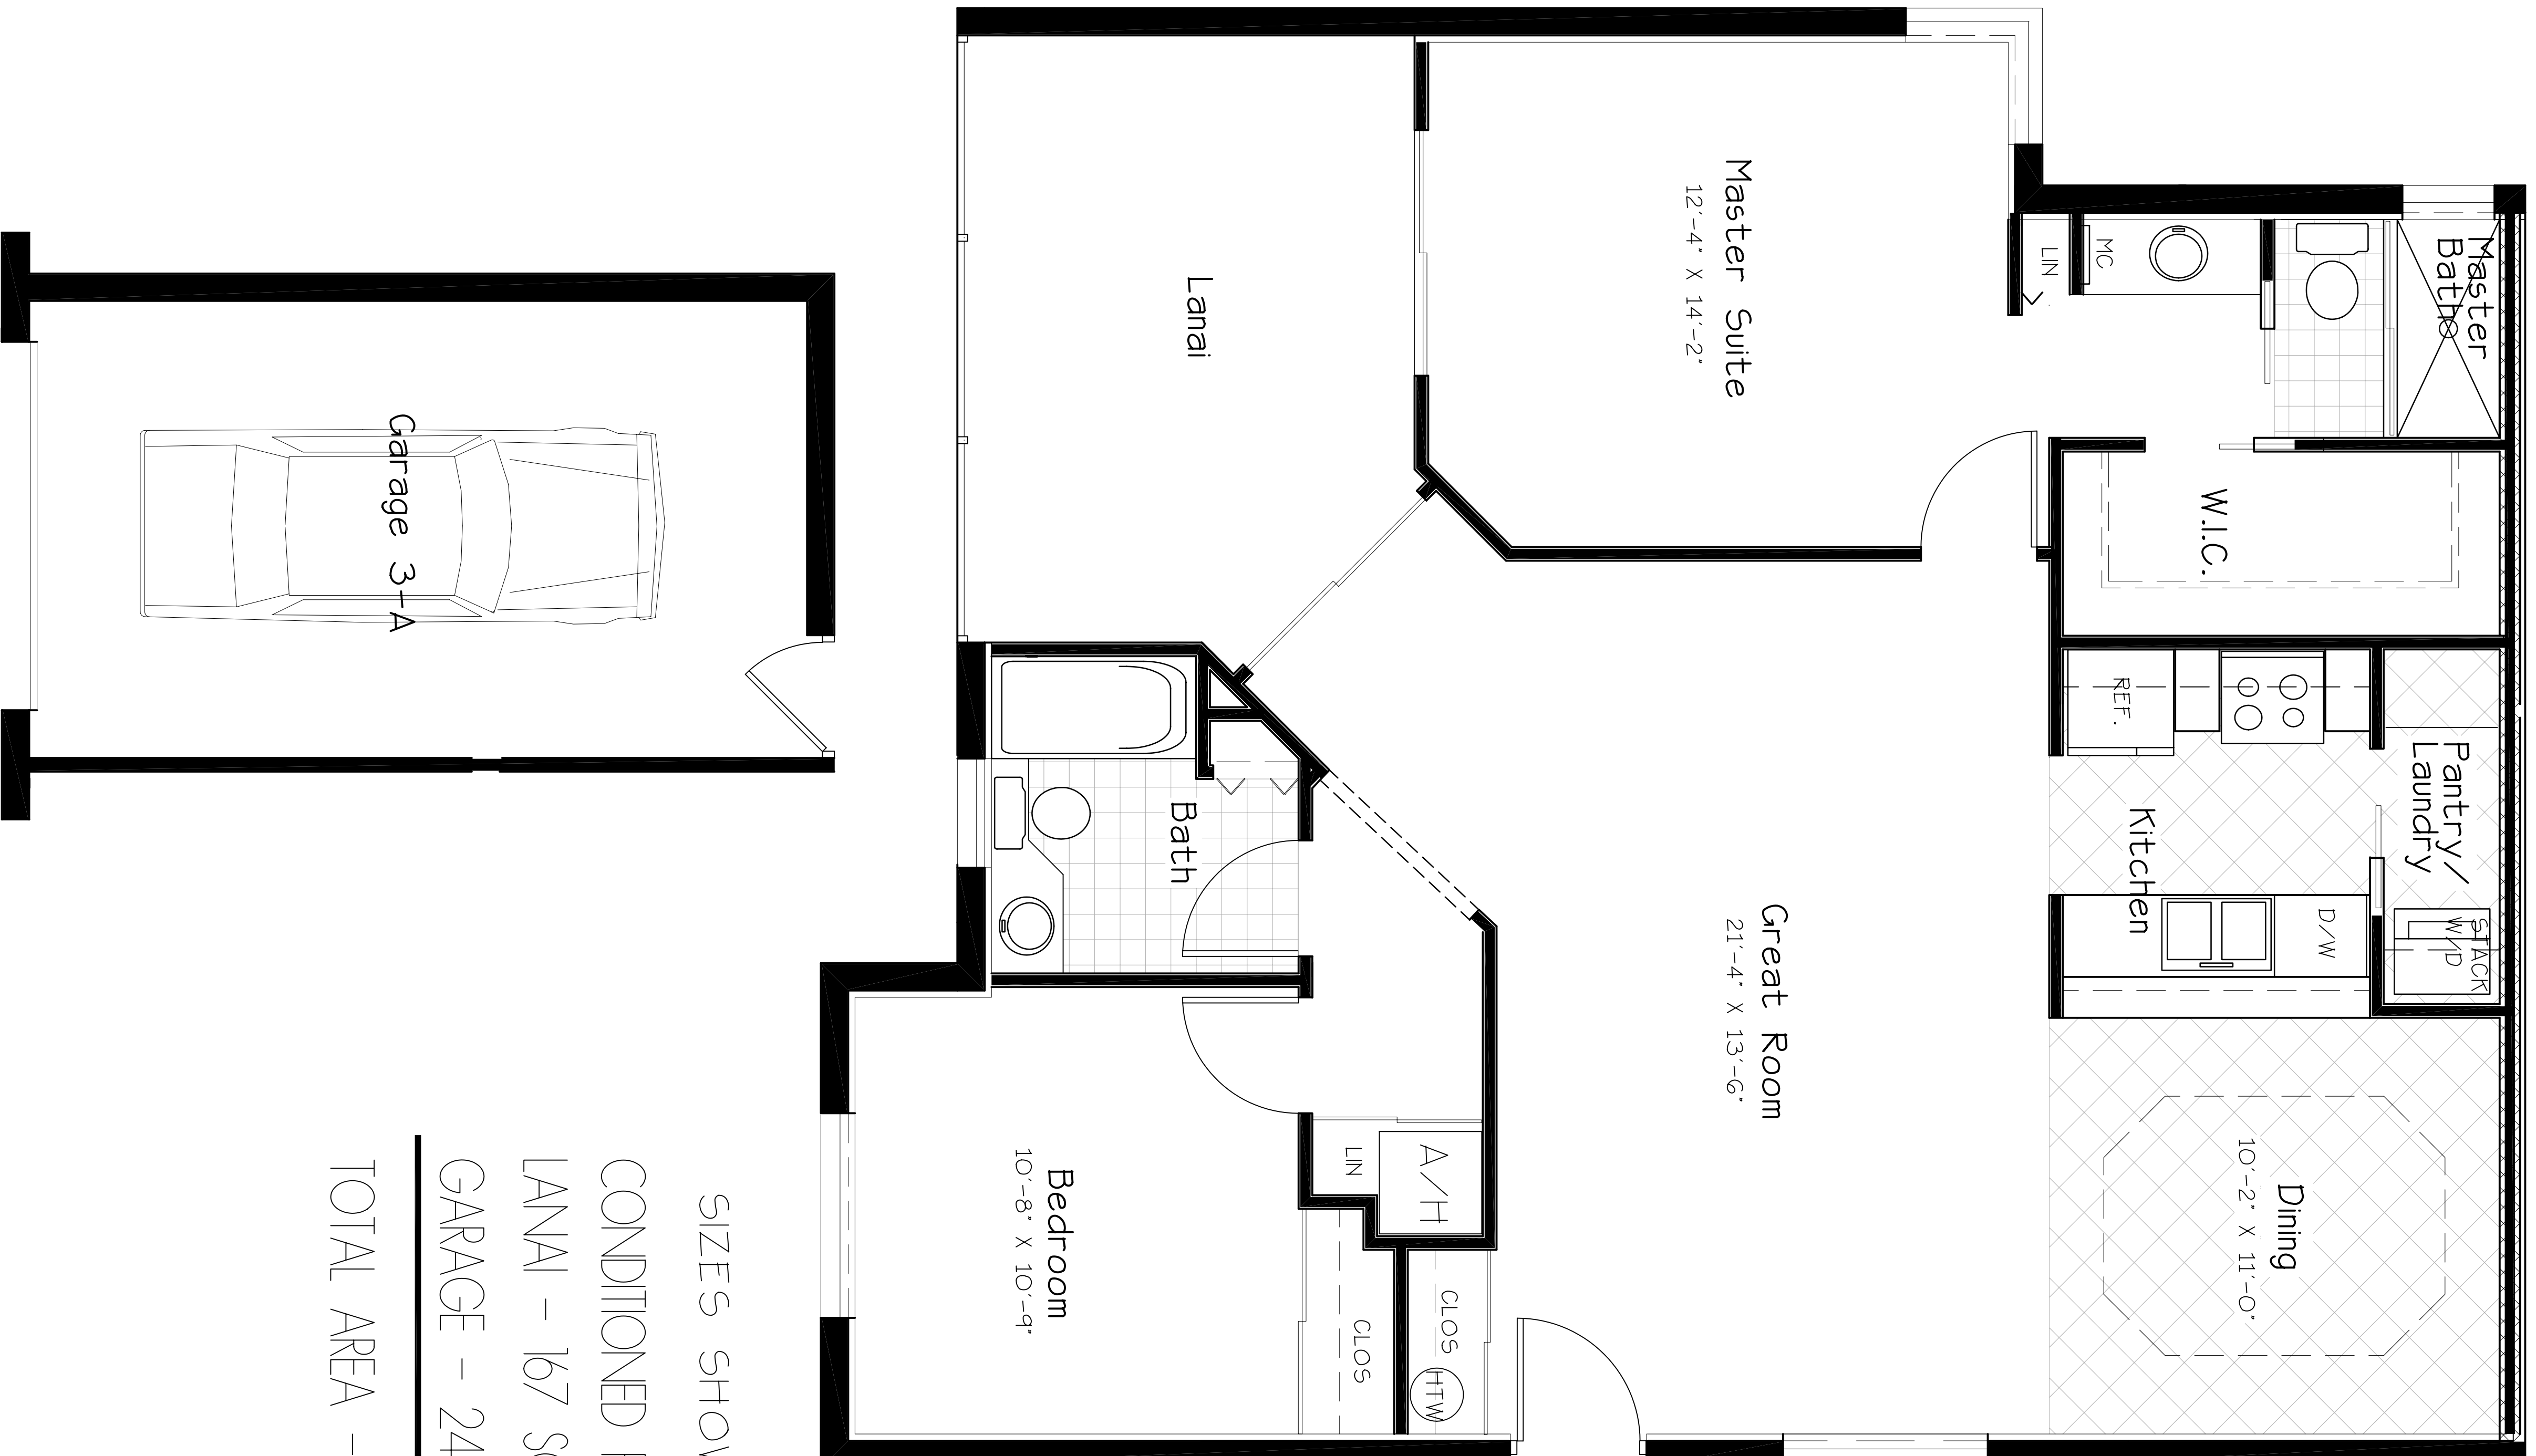 Master
Bath
MC
LIN
W.I.C.
Master Suite
12'-4" X 14'-2"
Lanai
Garage 3-A
Pantry/
Laundry
REF.
Kitchen
D/W
STACK
W/D
Bath
Great Room
21'-4" X 13'-6"
Dining
10'-2" X 11'-0"
A/H
LIN
Bedroom
10'-8" X 10'-9"
CLOS
HTW
CLOS
SIZES
CONDITIONED
LANAI - 167
GARAGE -
TOTAL AREA -